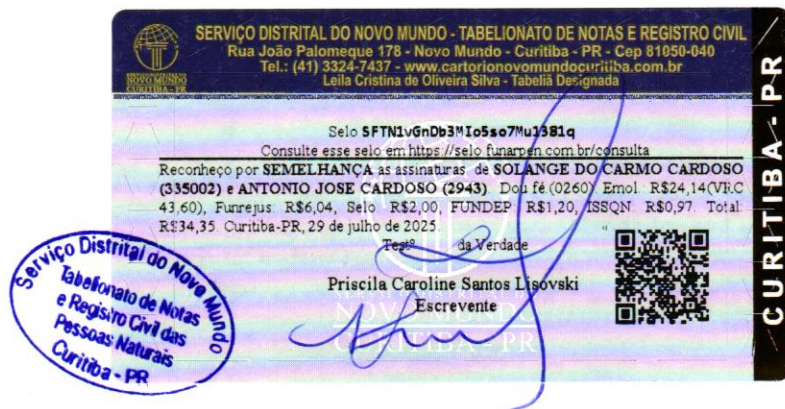 SERVIÇO DISTRITAL DO NOVO MUNDO - TABELIONATO DE NOTAS E REGISTRO CIVIL
Rua João Palomeque 178 - Novo Mundo - Curitiba - PR - Cep 81050-040
Tel.: (41) 3324-7437 - www.cartorionovomundocuritiba.com.br
Leila Cristina de Oliveira Silva - Tabeliã Designada
NOVO MUNDO
CURITIBA - PR
Selo SFTN1vGnDb3MIo5so7Mu1381q
Consulte esse selo em https://selo.funarpen.com.br/consulta
Reconheço por SEMELHANÇA as assinaturas de SOLANGE DO CARMO CARDOSO
(335002) e ANTONIO JOSE CARDOSO (2943). Dou fé (0260). Emol. R$24,14(VRC
43,60), Funrejus: R$6,04, Selo: R$2,00, FUNDEP: R$1,20, ISSQN: R$0,97. Total:
R$34,35. Curitiba-PR, 29 de julho de 2025.
Testº da Verdade
Priscila Caroline Santos Lisovski
Escrevente
NOVO MUNDO
CURITIBA - PR
CURITIBA - PR
Serviço Distrital do Novo Mundo
Tabelionato de Notas
e Registro Civil das
Pessoas Naturais
Curitiba - PR